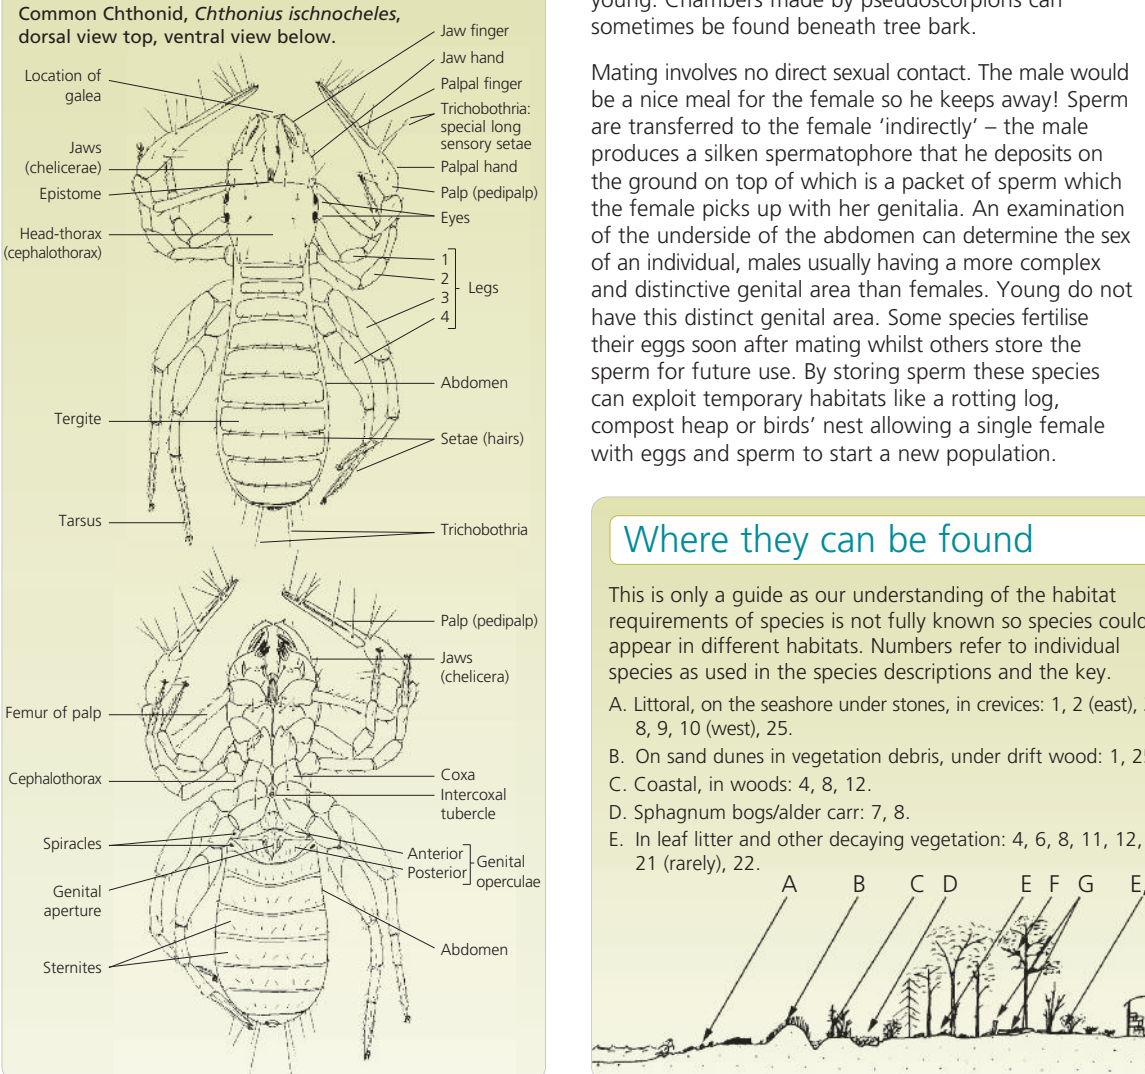 Common Chthonid, Chthonius ischnocheles,
dorsal view top, ventral view below.
Location of
galea
Jaws
(chelicerae)
Epistome
Head-thorax
(cephalothorax)
Tergite
Tarsus
Jaw finger
Jaw hand
Palpal finger
Trichobothria:
special long
sensory setae
Palpal hand
Palp (pedipalp)
Eyes
1
2
3
4
Legs
Abdomen
Setae (hairs)
Trichobothria
Femur of palp
Cephalothorax
Spiracles
Genital
aperture
Sternites
Palp (pedipalp)
Jaws
(chelicera)
Coxa
Intercoxal
tubercle
Anterior
Posterior
Genital
operculae
Abdomen
young. Chambers made by pseudoscorpions can
sometimes be found beneath tree bark.
Mating involves no direct sexual contact. The male would
be a nice meal for the female so he keeps away! Sperm
are transferred to the female ‘indirectly’ – the male
produces a silken spermatophore that he deposits on
the ground on top of which is a packet of sperm which
the female picks up with her genitalia. An examination
of the underside of the abdomen can determine the sex
of an individual, males usually having a more complex
and distinctive genital area than females. Young do not
have this distinct genital area. Some species fertilise
their eggs soon after mating whilst others store the
sperm for future use. By storing sperm these species
can exploit temporary habitats like a rotting log,
compost heap or birds’ nest allowing a single female
with eggs and sperm to start a new population.
Where they can be found
This is only a guide as our understanding of the habitat
requirements of species is not fully known so species could
appear in different habitats. Numbers refer to individual
species as used in the species descriptions and the key.
A. Littoral, on the seashore under stones, in crevices: 1, 2 (east),
8, 9, 10 (west), 25.
B. On sand dunes in vegetation debris, under drift wood: 1,
C. Coastal, in woods: 4, 8, 12.
D. Sphagnum bogs/alder carr: 7, 8.
E. In leaf litter and other decaying vegetation: 4, 6, 8, 11, 12,
21 (rarely), 22.
A B C D E F G E,